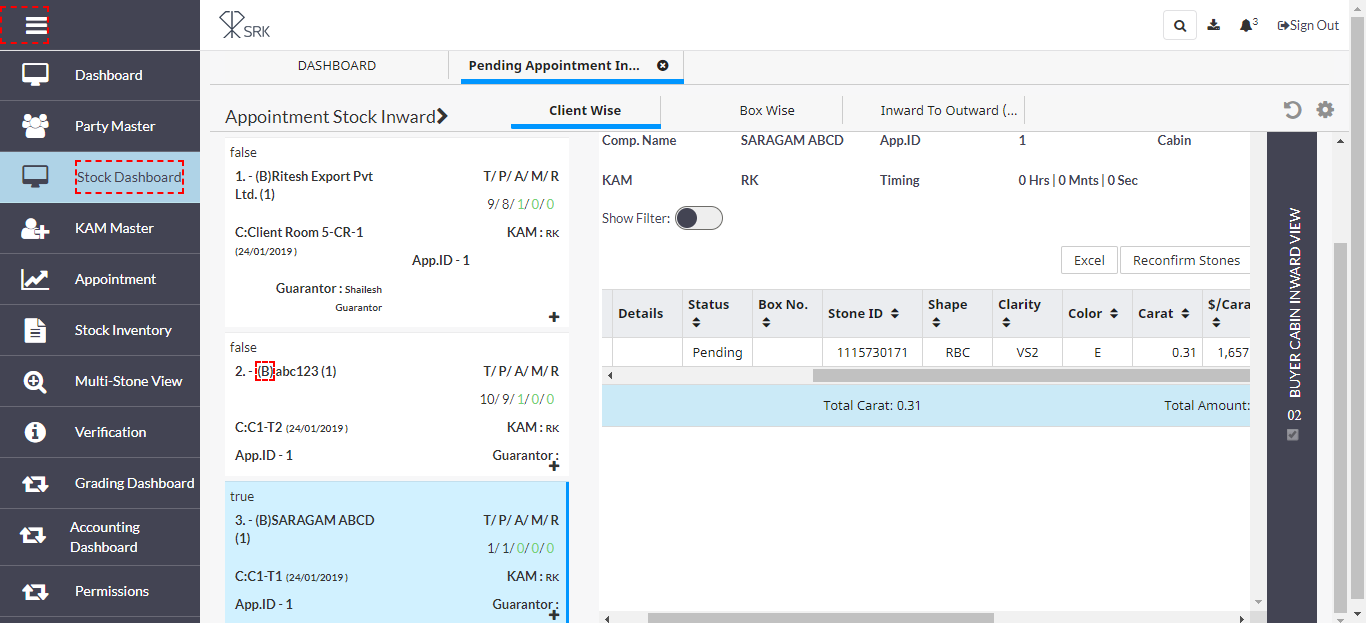 SRK
3
Sign Out
Dashboard
Party Master
Stock Dashboard
KAM Master
Appointment
Stock Inventory
Multi-Stone View
Verification
Grading Dashboard
Accounting
Dashboard
Permissions
DASHBOARD
Pending Appointment In...
Appointment Stock Inward
Client Wise
Box Wise
Inward To Outward (...
false
1. - (B)Ritesh Export Pvt
Ltd. (1)
T/ P/ A/ M/ R
9/ 8/ 1/ 0/ 0
C:Client Room 5-CR-1
(24/01/2019 )
KAM : RK
App.ID - 1
Guarantor : Shailesh
Guarantor
false
2. - (B)abc123 (1)
T/ P/ A/ M/ R
10/ 9/ 1/ 0/ 0
C:C1-T2 (24/01/2019 )
KAM : RK
App.ID - 1
Guarantor :
true
3. - (B)SARAGAM ABCD
(1)
T/ P/ A/ M/ R
1/ 1/ 0/ 0/ 0
C:C1-T1 (24/01/2019 )
KAM : RK
App.ID - 1
Guarantor :
Comp. Name SARAGAM ABCD App.ID 1 Cabin
KAM RK Timing 0 Hrs | 0 Mnts | 0 Sec
Show Filter:
Excel
Reconfirm Stones
Details Status Box No. Stone ID Shape Clarity Color Carat $/Cara
Pending 1115730171 RBC VS2 E 0.31 1,657
Total Carat: 0.31 Total Amount:
BUYER CABIN INWARD VIEW
02